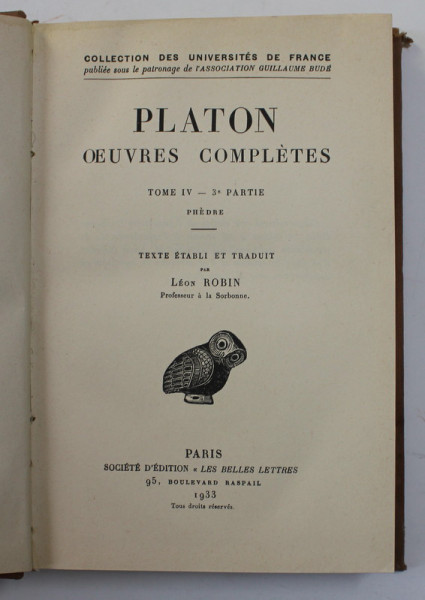 COLLECTION DES UNIVERSITÉS DE FRANCE
publiée sous le patronage de l'ASSOCIATION GUILLAUME BUDÉ
PLATON
ŒUVRES COMPLÈTES
TOME IV — 3e PARTIE
PHÈDRE
TEXTE ÉTABLI ET TRADUIT
PAR
LÉON ROBIN
Professeur à la Sorbonne.
PARIS
SOCIÉTÉ D'ÉDITION « LES BELLES LETTRES
95, BOULEVARD RASPAIL
1933
Tous droits réservés.